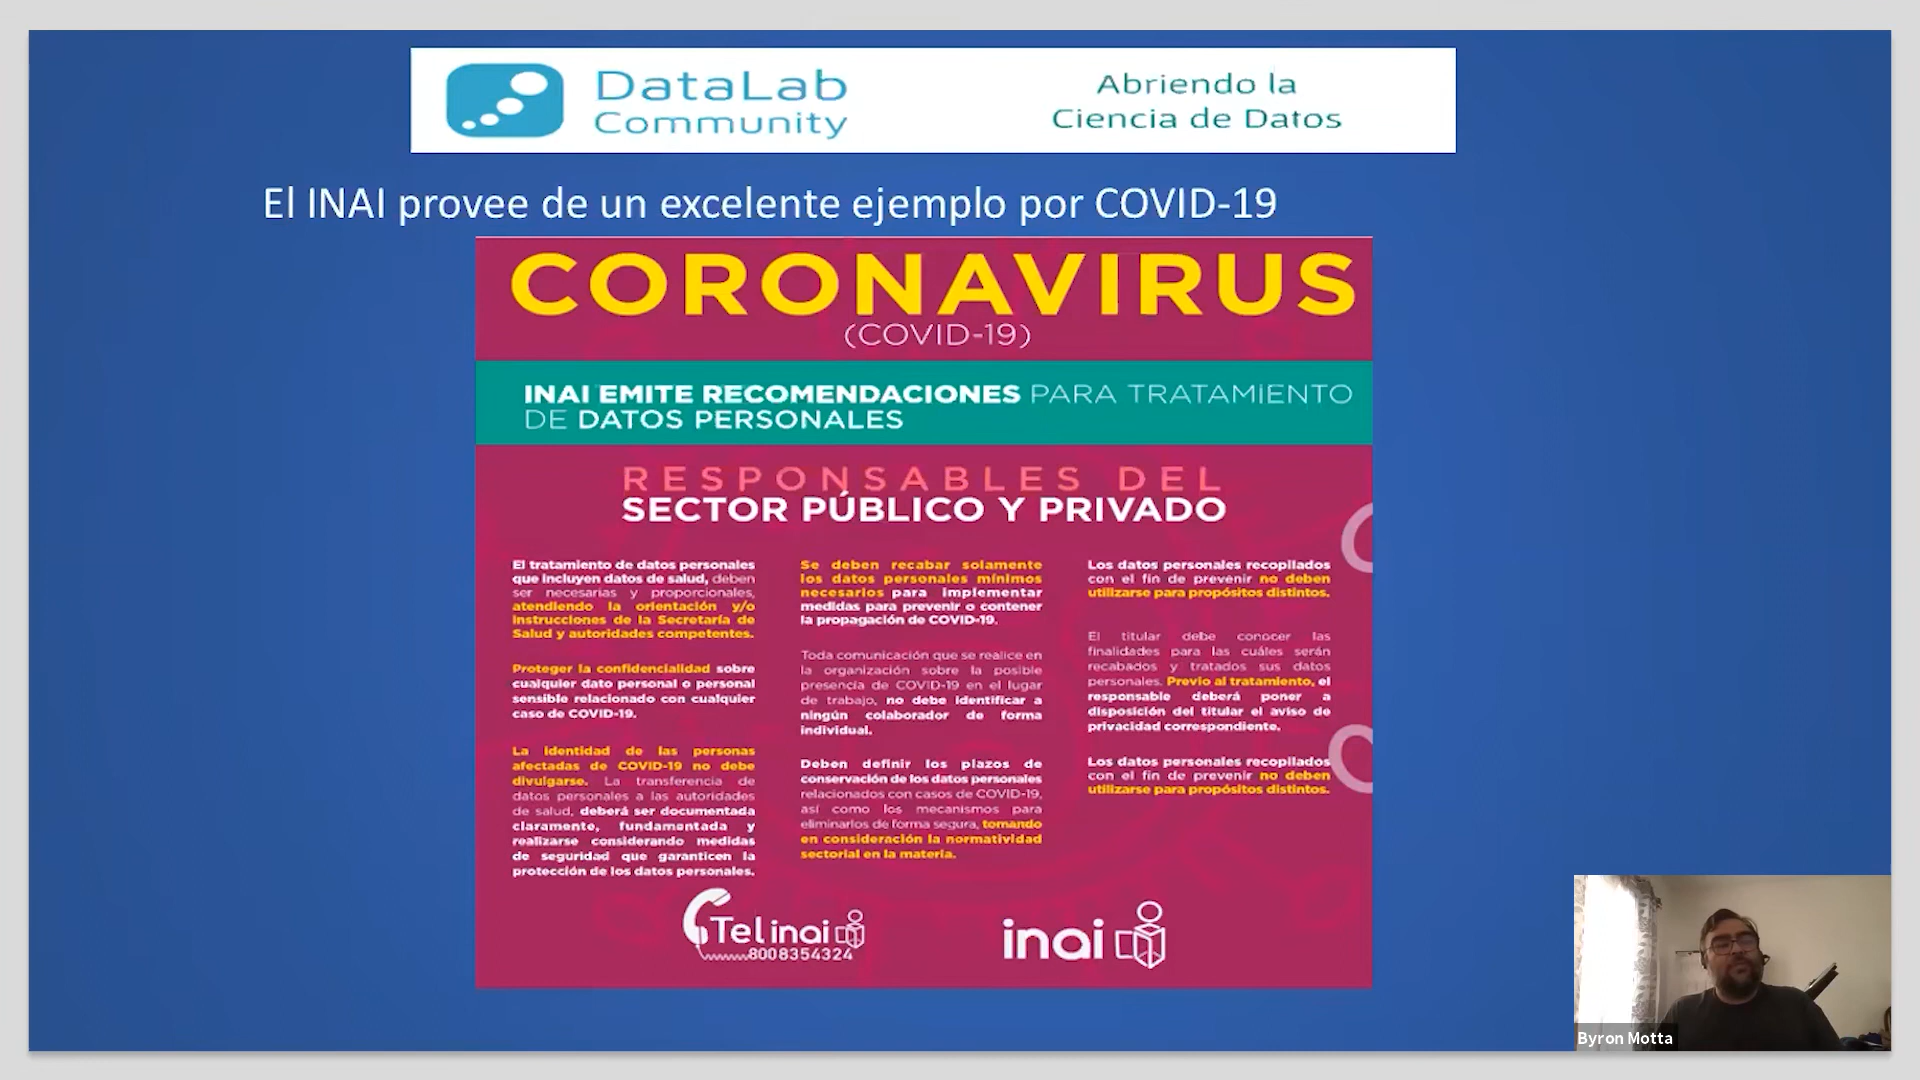 DataLab
Community
Abriendo la
Ciencia de Datos
El INAI provee de un excelente ejemplo por COVID-19
CORONAVIRUS
(COVID-19)
INAI EMITE RECOMENDACIONES PARA TRATAMIENTO
DE DATOS PERSONALES
RESPONSABLES DEL
SECTOR PÚBLICO Y PRIVADO
El tratamiento de datos personales
que incluyen datos de salud, deben
ser necesarias y proporcionales,
atendiendo la orientación y/o
instrucciones de la Secretaría de
Salud y autoridades competentes.
Proteger la confidencialidad sobre
cualquier dato personal o personal
sensible relacionado con cualquier
caso de COVID-19.
La identidad de las personas
afectadas de COVID-19 no debe
divulgarse. La transferencia de
datos personales a las autoridades
de salud, deberá ser documentada
claramente, fundamentada y
realizarse considerando medidas
de seguridad que garanticen la
protección de los datos personales.
Se deben recabar solamente
los datos personales mínimos
necesarios para implementar
medidas para prevenir o contener
la propagación de COVID-19.
Toda comunicación que se realice en
la organización sobre la posible
presencia de COVID-19 en el lugar
de trabajo, no debe identificar a
ningún colaborador de forma
individual.
Deben definir los plazos de
conservación de los datos personales
relacionados con casos de COVID-19,
así como los mecanismos para
eliminarlos de forma segura, tomando
en consideración la normatividad
sectorial en la materia.
Los datos personales recopilados
con el fin de prevenir no deben
utilizarse para propósitos distintos.
El titular debe conocer las
finalidades para las cuáles serán
recabados y tratados sus datos
personales. Previo al tratamiento, el
responsable deberá poner a
disposición del titular el aviso de
privacidad correspondiente.
Los datos personales recopilados
con el fin de prevenir no deben
utilizarse para propósitos distintos.
Tel inai
8008354324
inai
Byron Motta